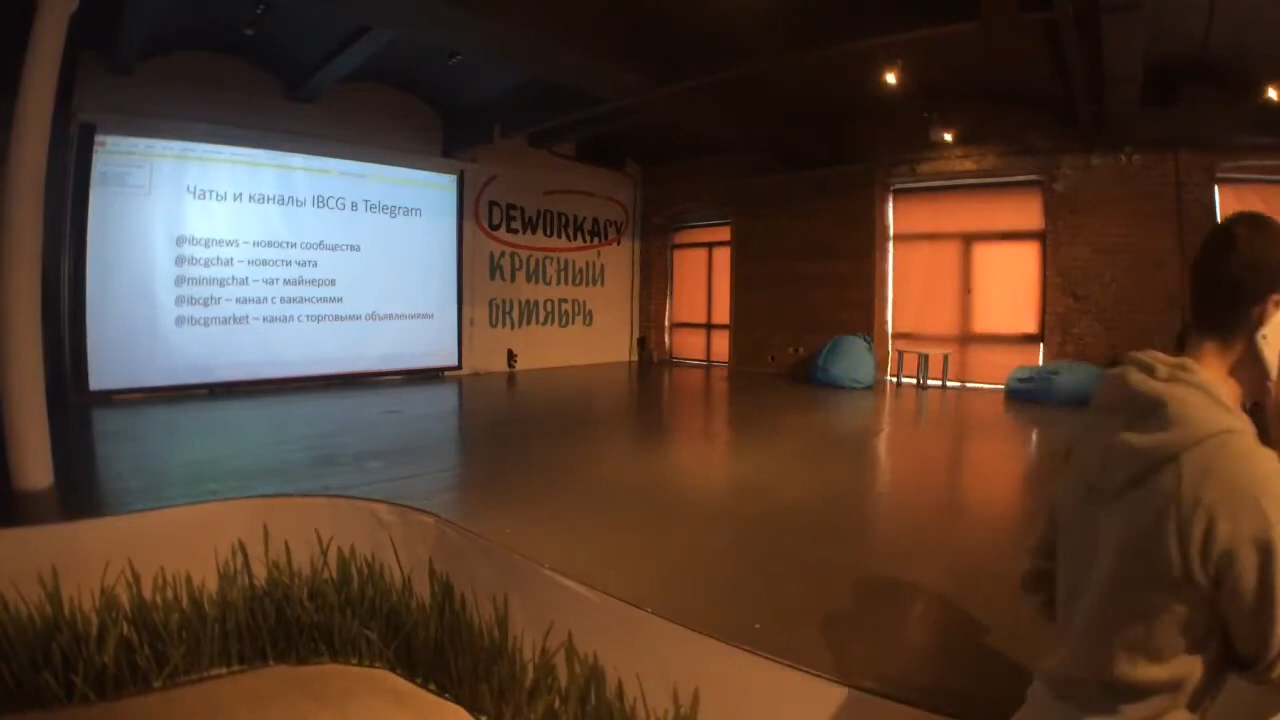 Чаты и каналы IBCG в Telegram
@ibcgnews – новости сообщества
@ibcgchat – новости чата
@miningchat – чат майнеров
@ibcghr – канал с вакансиями
@ibcgmarket – канал с торговыми объявлениями
DEWORKACY
КРАСНЫЙ
ОКТЯБРЬ